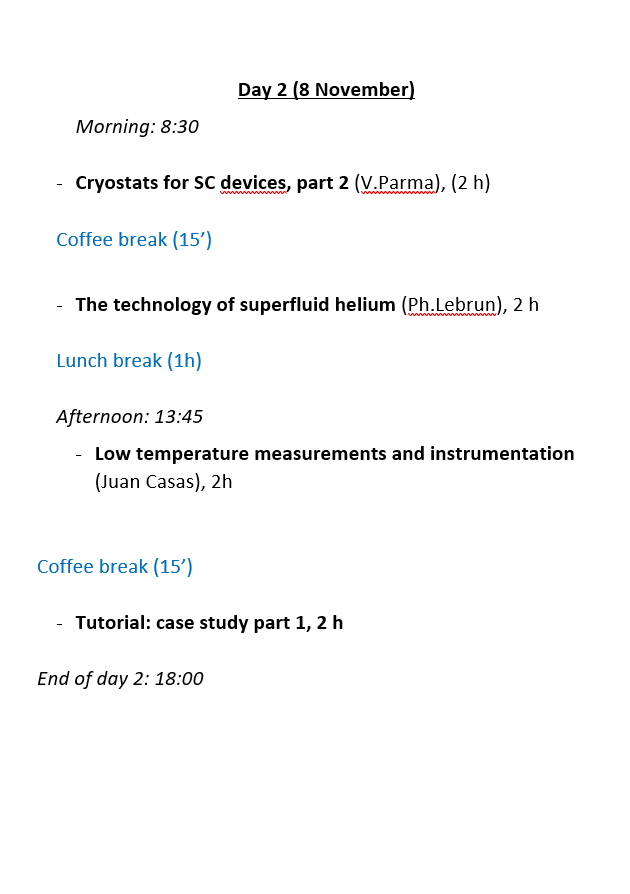 Day 2 (8 November)
Morning: 8:30
- Cryostats for SC devices, part 2 (V.Parma), (2 h)
Coffee break (15’)
- The technology of superfluid helium (Ph.Lebrun), 2 h
Lunch break (1h)
Afternoon: 13:45
- Low temperature measurements and instrumentation
(Juan Casas), 2h
Coffee break (15’)
- Tutorial: case study part 1, 2 h
End of day 2: 18:00